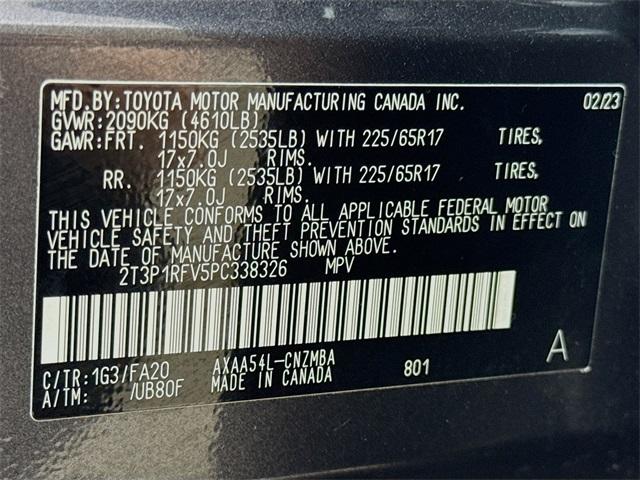 MFD.BY:TOYOTA MOTOR MANUFACTURING CANADA INC. 02/23
GVWR:2090KG (4610LB)
GAWR:FRT. 1150KG (2535LB) WITH 225/65R17 TIRES,
17x7.0J RIMS.
RR. 1150KG (2535LB) WITH 225/65R17 TIRES,
17x7.0J RIMS.
THIS VEHICLE CONFORMS TO ALL APPLICABLE FEDERAL MOTOR
VEHICLE SAFETY AND THEFT PREVENTION STANDARDS IN EFFECT ON
THE DATE OF MANUFACTURE SHOWN ABOVE.
2T3P1RFV5PC338326 MPV
C/TR:1G3/FA20 AXAA54L-CNZMBA 801 A
A/TM: /UB80F MADE IN CANADA